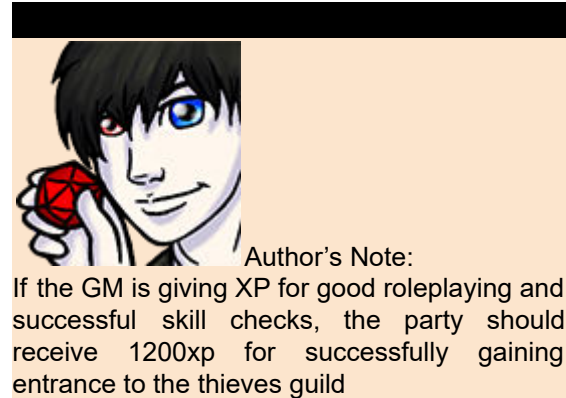 Author's Note:
If the GM is giving XP for good roleplaying and
successful skill checks, the party should
receive 1200xp for successfully gaining
entrance to the thieves guild